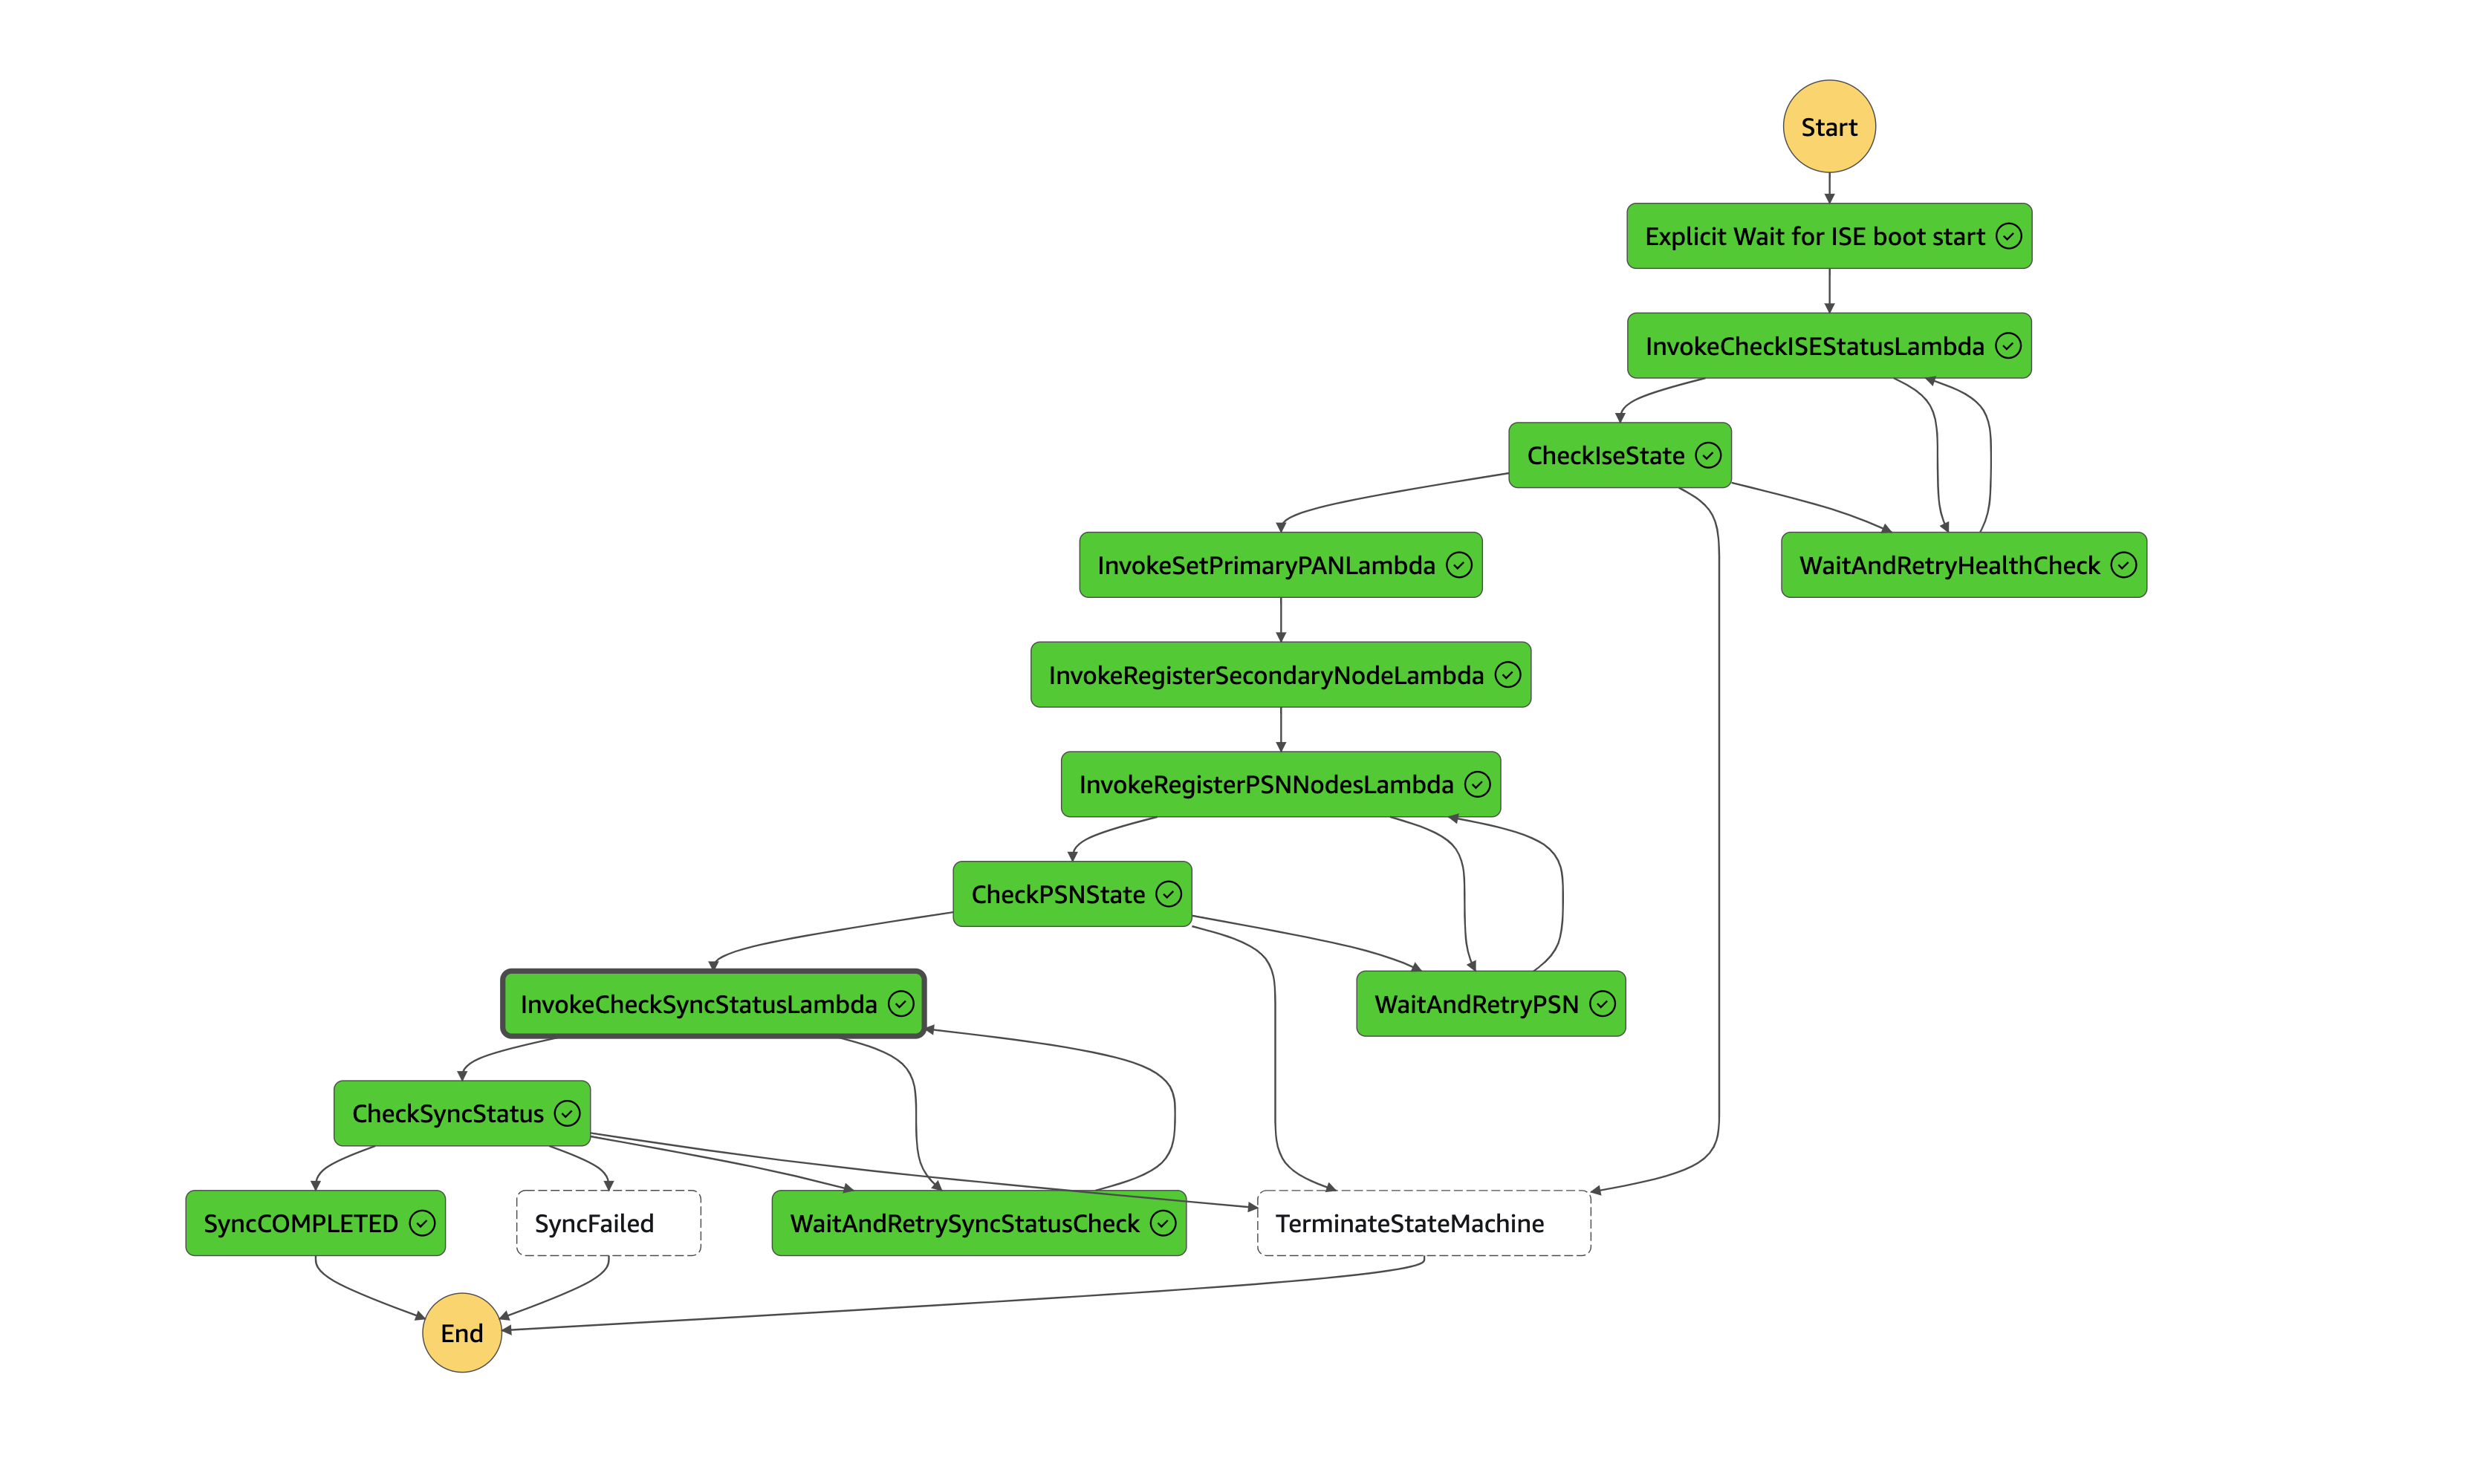 Start
Explicit Wait for ISE boot start
InvokeCheckISEStatusLambda
CheckIseState
InvokeSetPrimaryPANLambda
WaitAndRetryHealthCheck
InvokeRegisterSecondaryNodeLambda
InvokeRegisterPSNNodesLambda
CheckPSNState
InvokeCheckSyncStatusLambda
WaitAndRetryPSN
CheckSyncStatus
SyncCOMPLETED
SyncFailed
WaitAndRetrySyncStatusCheck
TerminateStateMachine
End